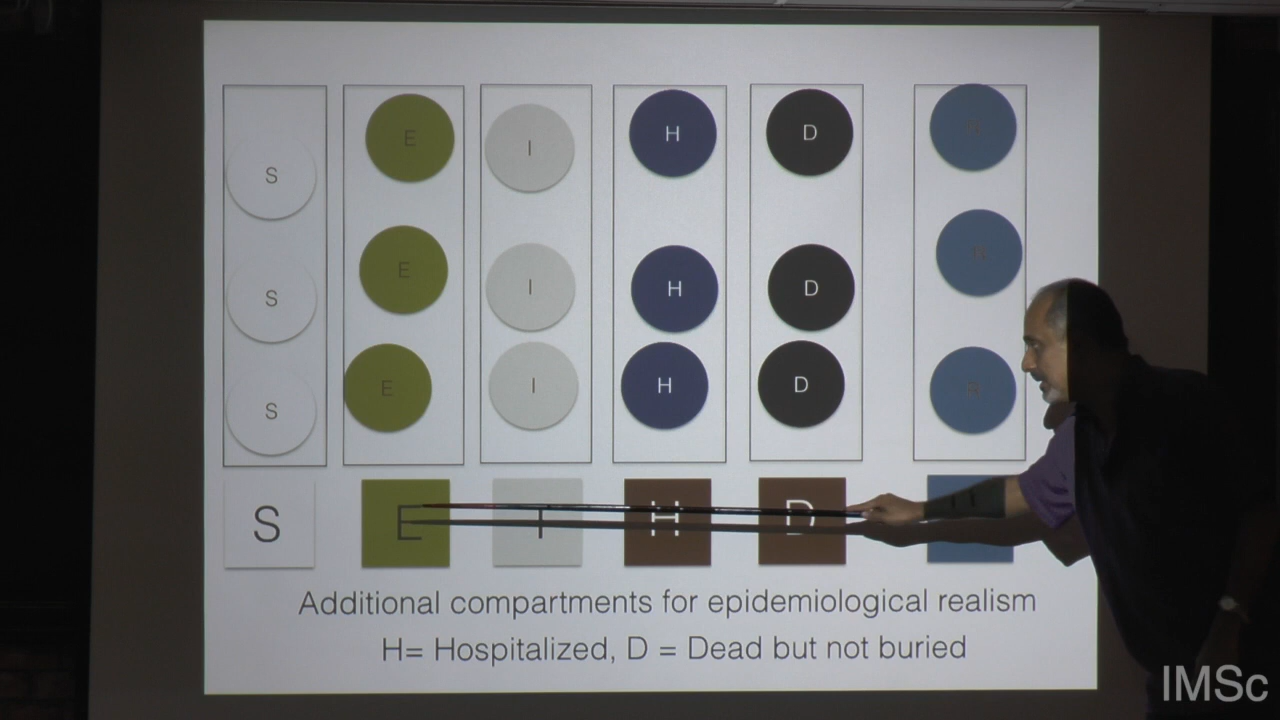 S E I H D
S E I H D
S E I H D
S E I H D
Additional compartments for epidemiological realism
H= Hospitalized, D = Dead but not buried
IMSc